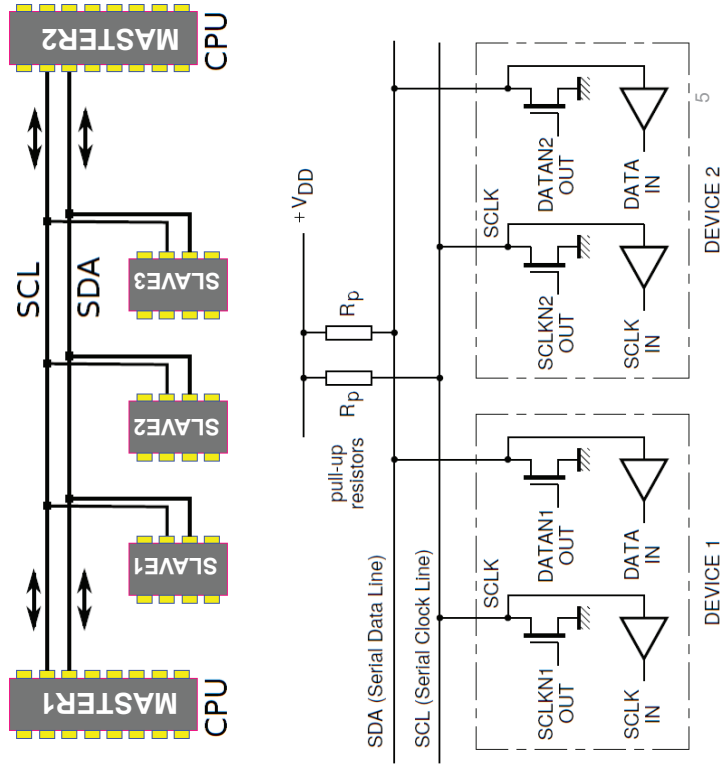 MASTER2
CPU
SCL
SDA
SLAVE3
SLAVE2
SLAVE1
MASTER1
CPU
+ VDD
Rp
Rp
pull-up
resistors
SDA (Serial Data Line)
SCL (Serial Clock Line)
SCLK
SCLKN1
OUT
SCLK
IN
DATAN1
OUT
DATA
IN
DEVICE 1
SCLK
SCLKN2
OUT
SCLK
IN
DATAN2
OUT
DATA
IN
DEVICE 2
5